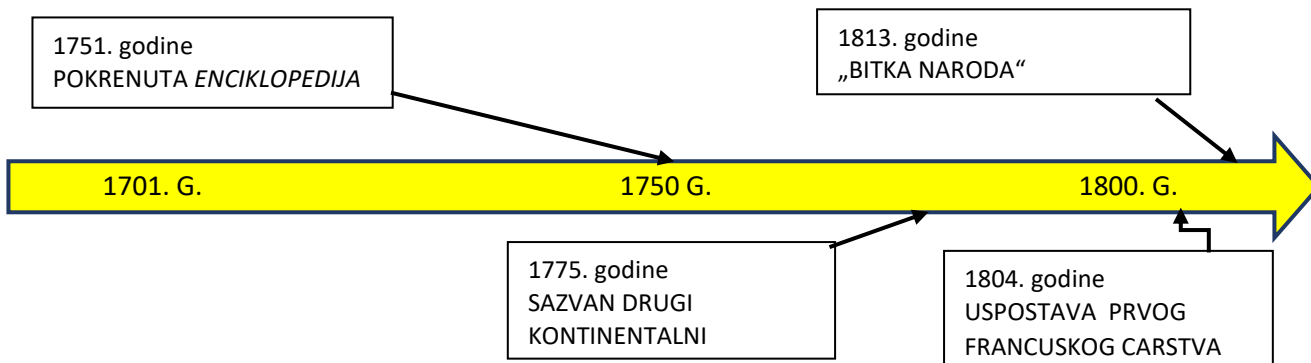 1751. godine
POKRENUTA ENCIKLOPEDIJA
1813. godine
„BITKA NARODA“
1701. G.
1750 G.
1800. G.
1775. godine
SAZVAN DRUGI
KONTINENTALNI
1804. godine
USPOSTAVA PRVOG
FRANCUSKOG CARSTVA